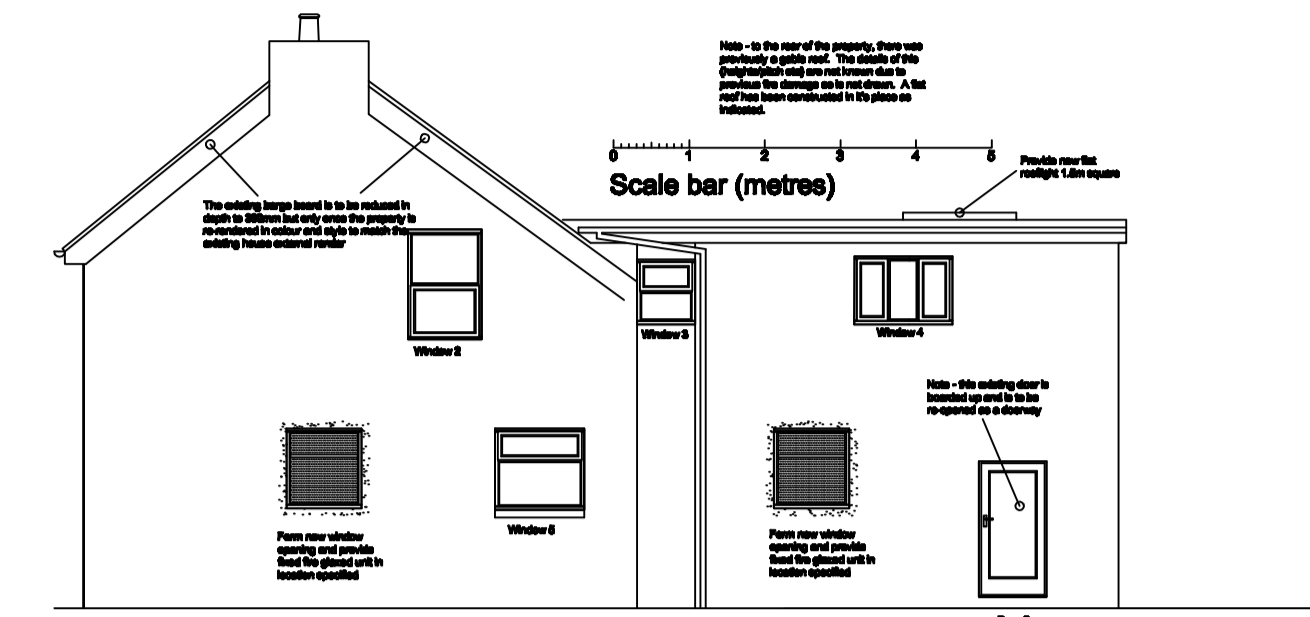 Note - to the rear of the property, there was
previously a gable roof. The details of this
(heights/pitch etc) are not known due to
previous fire damage so is not drawn. A flat
roof has been constructed in it's place as
indicated.
0 1 2 3 4 5
Scale bar (metres)
Provide new flat
rooflight 1.5m square
The existing barge board is to be reduced in
depth to but only once the property is
re-rendered in colour and style to match the
existing house external render
Window 2
Window 3
Window 4
Note - this existing door is
boarded up and is to be
re-opened as a doorway
Form new window
opening and provide
fixed fire glazed unit in
location specified
Window 5
Form new window
opening and provide
fixed fire glazed unit in
location specified